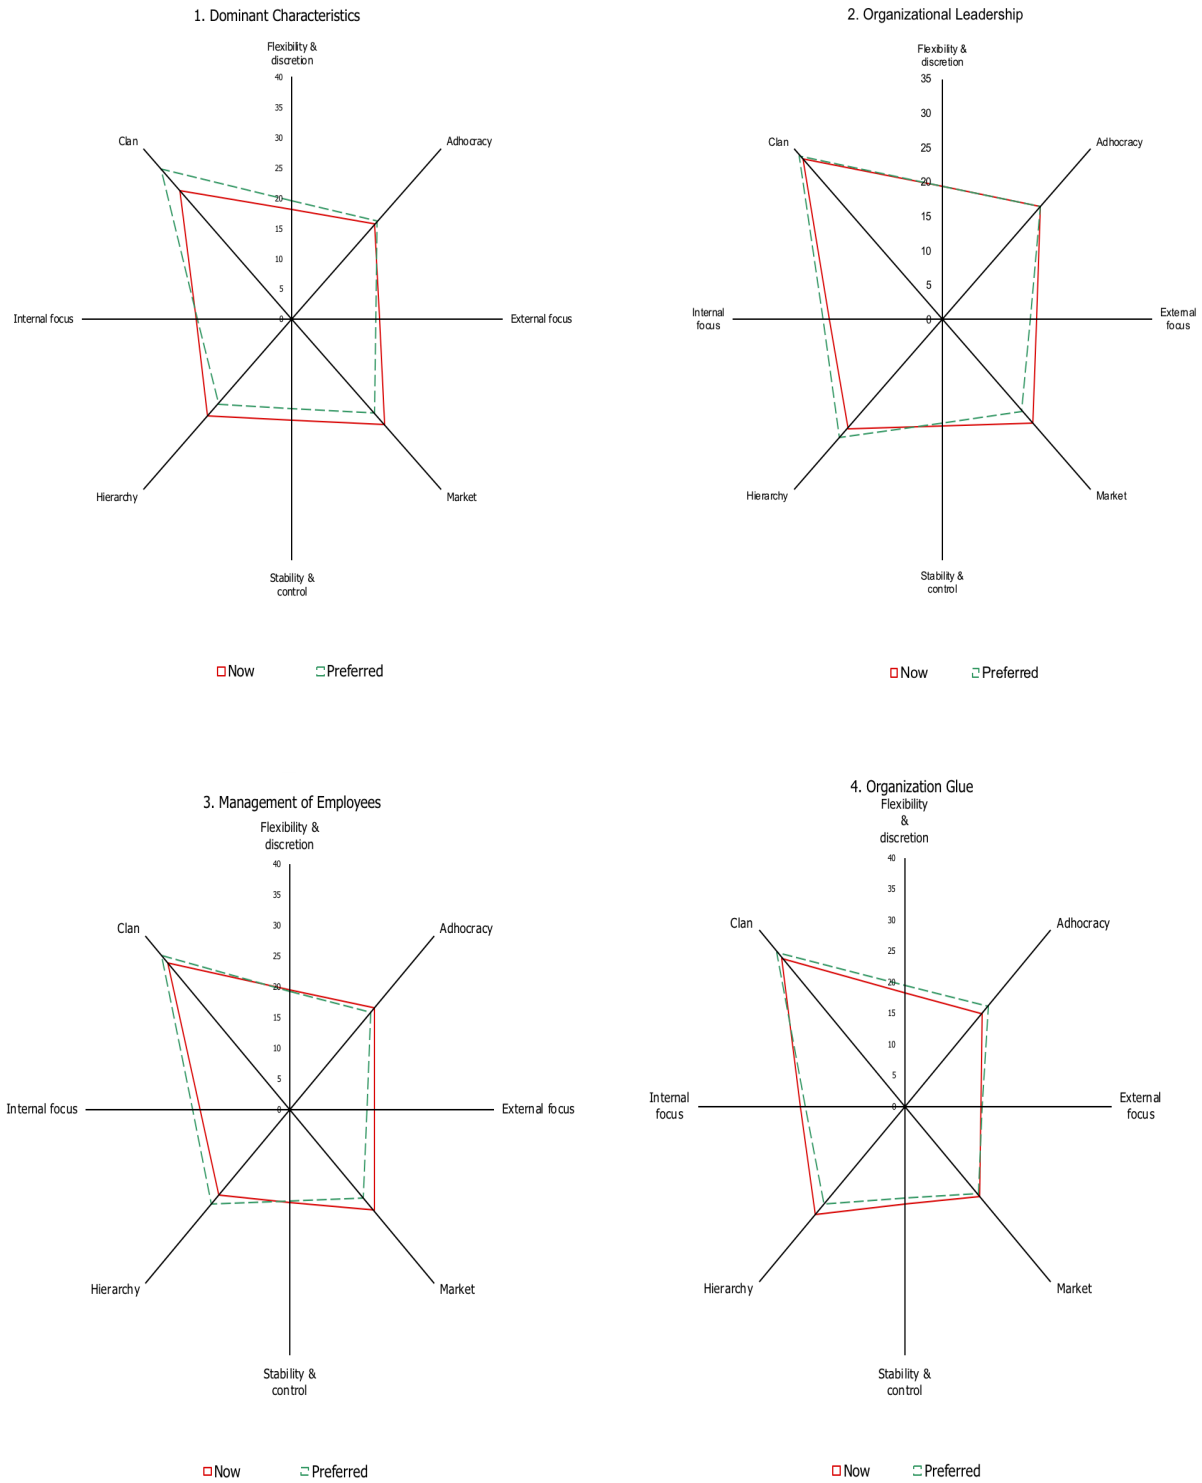 1. Dominant Characteristics
Flexibility &
discretion
40
35
30
25
20
15
10
5
0
Clan
Adhocracy
Internal focus
External focus
Hierarchy
Market
Stability &
control
Now
Preferred
2. Organizational Leadership
Flexibility &
discretion
35
30
25
20
15
10
5
0
Clan
Adhocracy
Internal
focus
External
focus
Hierarchy
Market
Stability &
control
Now
Preferred
3. Management of Employees
Flexibility &
discretion
40
35
30
25
20
15
10
5
0
Clan
Adhocracy
Internal focus
External focus
Hierarchy
Market
Stability &
control
Now
Preferred
4. Organization Glue
Flexibility
&
discretion
40
35
30
25
20
15
10
5
0
Clan
Adhocracy
Internal
focus
External
focus
Hierarchy
Market
Stability &
control
Now
Preferred